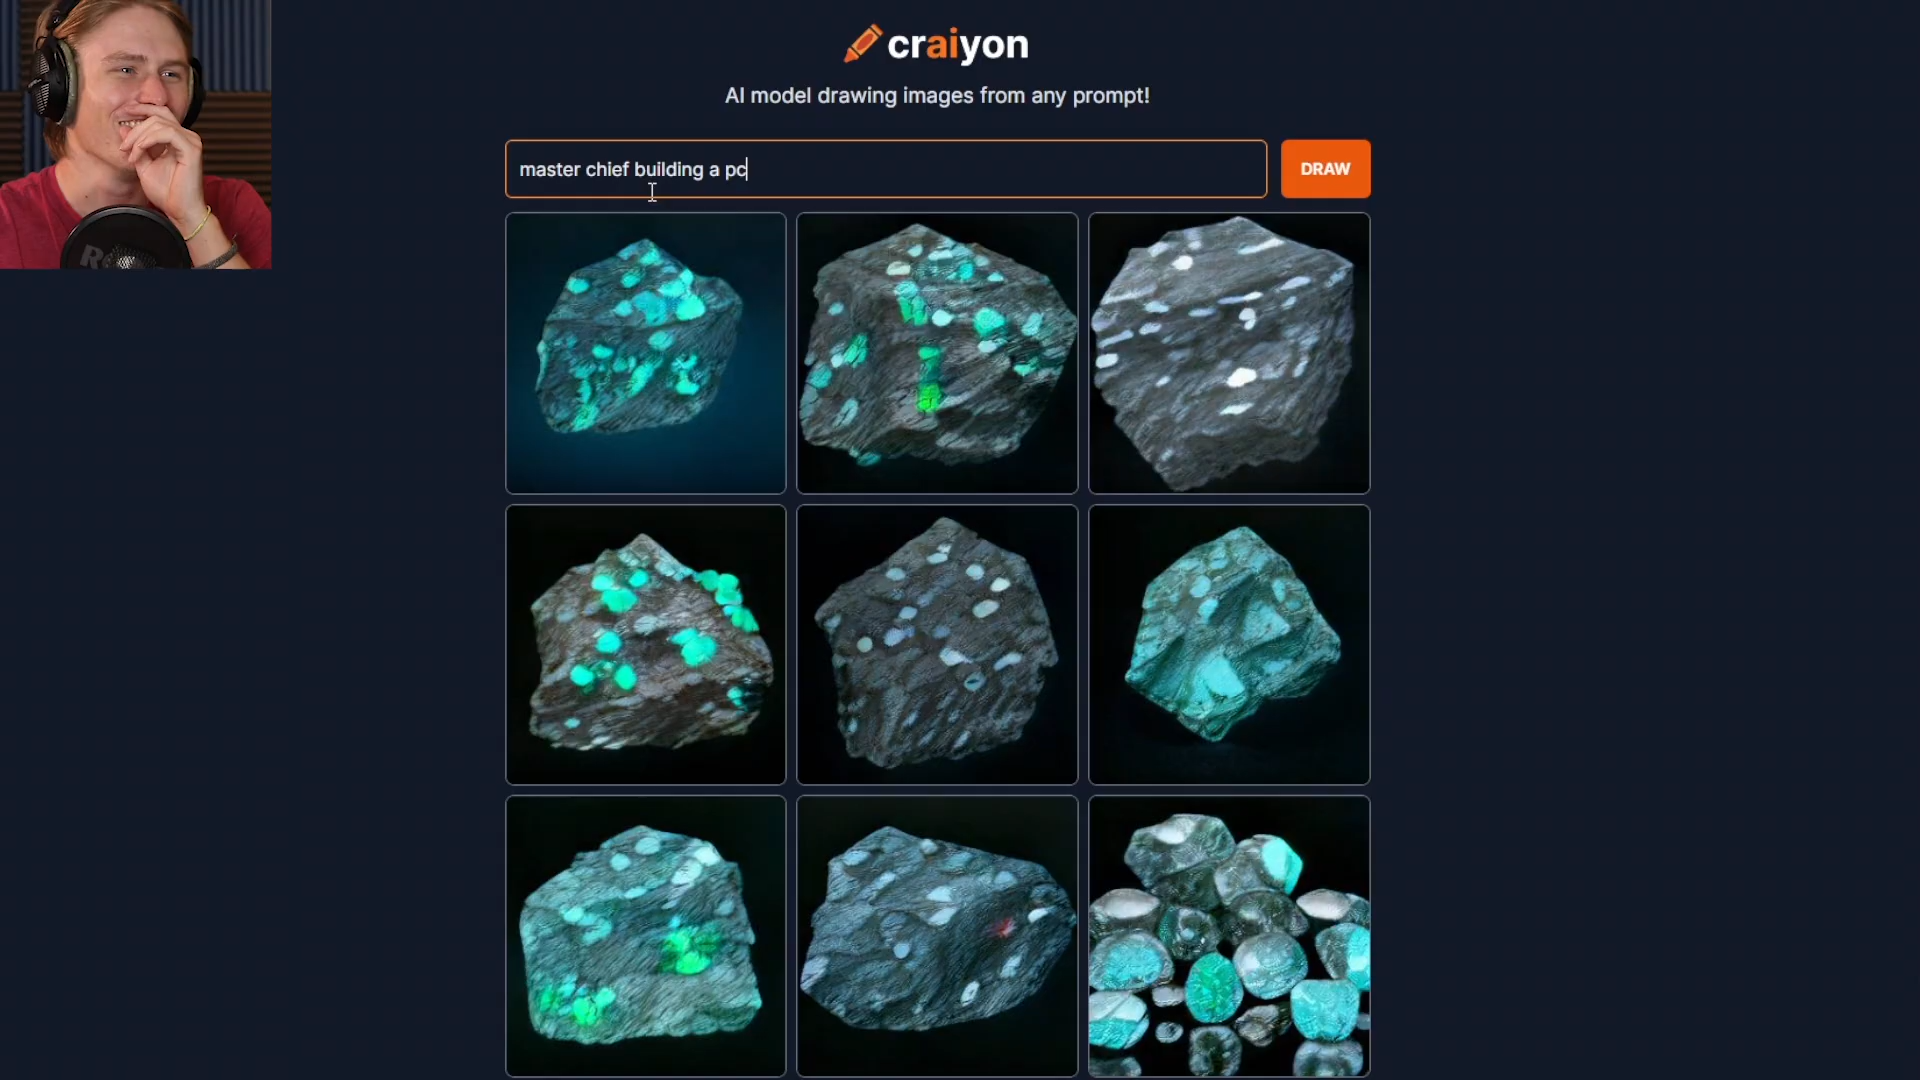 craiyon
AI model drawing images from any prompt!
master chief building a pc
DRAW